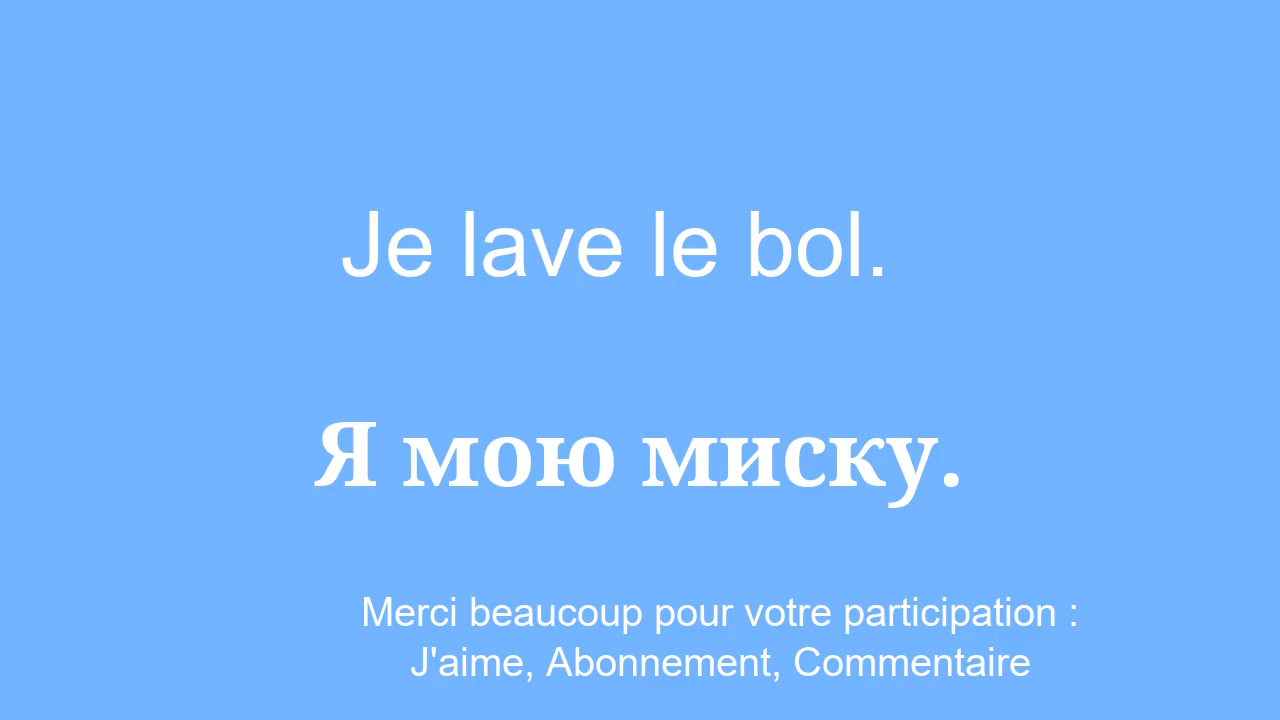 Je lave le bol.
Я мою миску.
Merci beaucoup pour votre participation :
J'aime, Abonnement, Commentaire